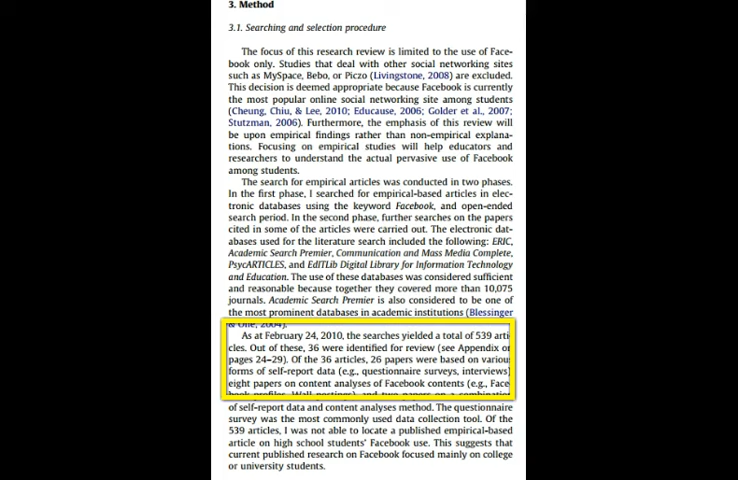 3. Method
3.1. Searching and selection procedure
The focus of this research review is limited to the use of Face-
book only. Studies that deal with other social networking sites
such as MySpace, Bebo, or Piczo (Livingstone, 2008) are excluded.
This decision is deemed appropriate because Facebook is currently
the most popular online social networking site among students
(Cheung, Chiu, & Lee, 2010; Educause, 2006; Golder et al., 2007;
Stutzman, 2006). Furthermore, the emphasis of this review will
be upon empirical findings rather than non-empirical explana-
tions. Focusing on empirical studies will help educators and
researchers to understand the actual pervasive use of Facebook
among students.
The search for empirical articles was conducted in two phases.
In the first phase, I searched for empirical-based articles in elec-
tronic databases using the keyword Facebook, and open-ended
search period. In the second phase, further searches on the papers
cited in some of the articles were carried out. The electronic dat-
abases used for the literature search included the following: ERIC,
Academic Search Premier, Communication and Mass Media Complete,
PsycARTICLES, and EdITLib Digital Library for Information Technology
and Education. The use of these databases was considered sufficient
and reasonable because together they covered more than 10,075
journals. Academic Search Premier is also considered to be one of
the most prominent databases in academic institutions (Blessinger
& Olle, 2004).
As at February 24, 2010, the searches yielded a total of 539 arti
cles. Out of these, 36 were identified for review (see Appendix on
pages 24–29). Of the 36 articles, 26 papers were based on various
forms of self-report data (e.g., questionnaire surveys, interviews)
eight papers on content analyses of Facebook contents (e.g., Face
book profiles, Wall postings), and two papers on a combination
of self-report data and content analyses method. The questionnaire
survey was the most commonly used data collection tool. Of the
539 articles, I was not able to locate a published empirical-based
article on high school students' Facebook use. This suggests that
current published research on Facebook focused mainly on college
or university students.